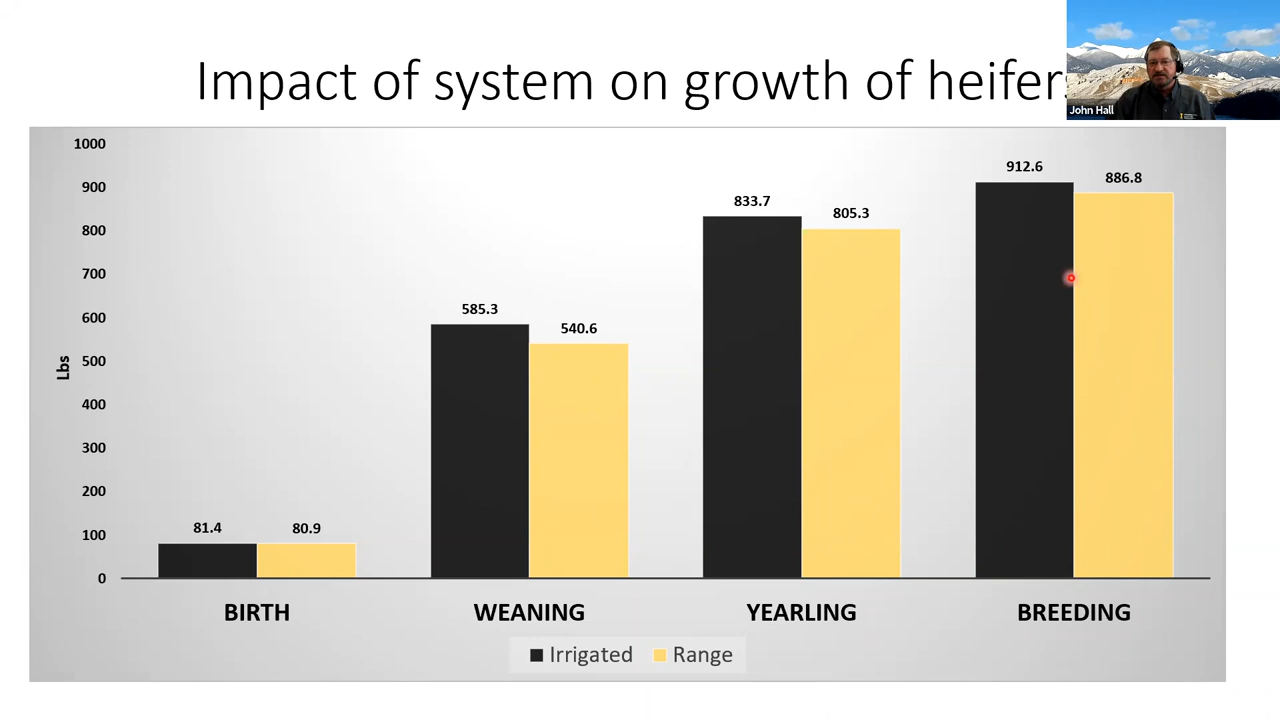 Impact of system on growth of heifer
John Hall
1000
900
800
700
600
500
400
300
200
100
0
Lbs
81.4
80.9
585.3
540.6
833.7
805.3
912.6
886.8
BIRTH
WEANING
YEARLING
BREEDING
Irrigated
Range